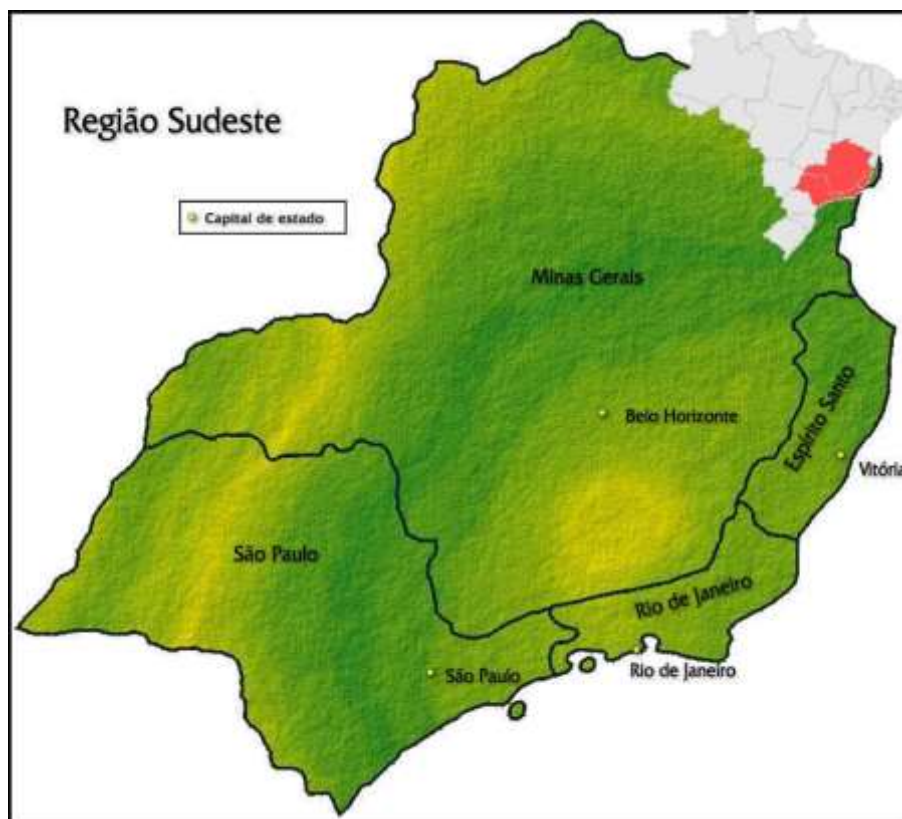 Região Sudeste
Capital de estado
Minas Gerais
Belo Horizonte
Espírito Santo
Vitória
São Paulo
Rio de Janeiro
São Paulo
Rio de Janeiro